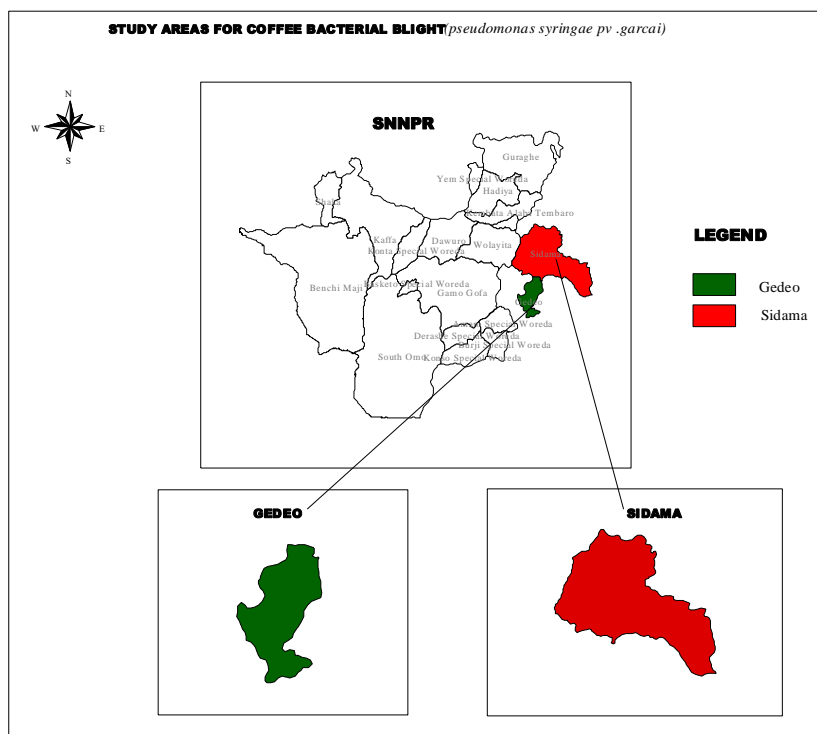 STUDY AREAS FOR COFFEE BACTERIAL BLIGHT(pseudomonas syringae pv .garcai)
N
W E
S
SNNPR
Guraghe
Yem Special Woreda
Hadiya
Kembata Alaba Tembaro
Shaka
Kaffa
Dawuro
Wolayita
Konta Special Woreda
Sidama
Basketo Special Woreda
Benchi Maji
Gamo Gofa
Gedeo
Amaro Special Woreda
Derashe Special Woreda
Burji Special Woreda
South Omo
Konso Special Woreda
LEGEND
Gedeo
Sidama
GEDEO
SIDAMA